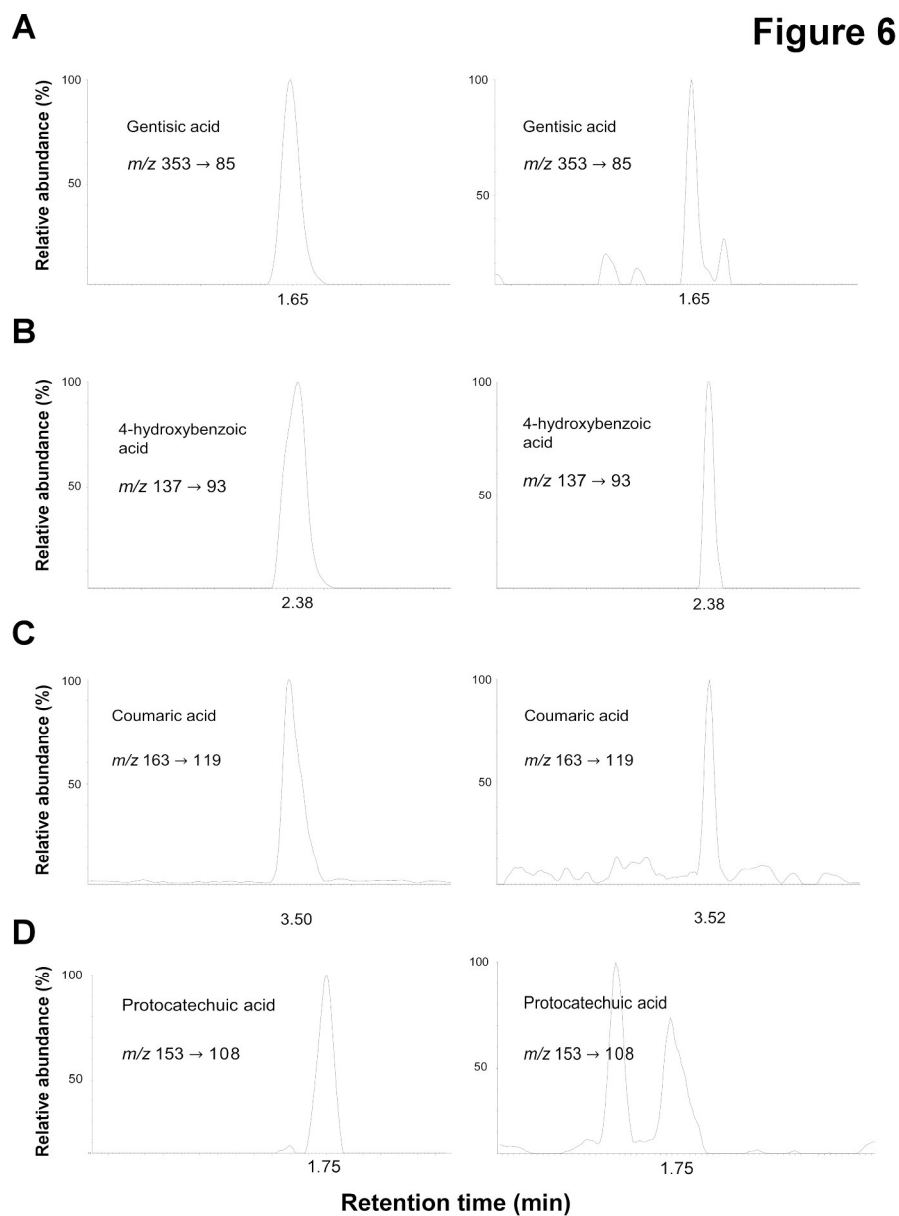 A
Figure 6
Relative abundance (%)
100
50
Gentisic acid
m/z 353 → 85
1.65
100
50
Gentisic acid
m/z 353 → 85
1.65
B
Relative abundance (%)
100
50
4-hydroxybenzoic
acid
m/z 137 → 93
2.38
100
50
4-hydroxybenzoic
acid
m/z 137 → 93
2.38
C
Relative abundance (%)
100
50
Coumaric acid
m/z 163 → 119
3.50
100
50
Coumaric acid
m/z 163 → 119
3.52
D
Relative abundance (%)
100
50
Protocatechuic acid
m/z 153 → 108
1.75
100
50
Protocatechuic acid
m/z 153 → 108
1.75
Retention time (min)